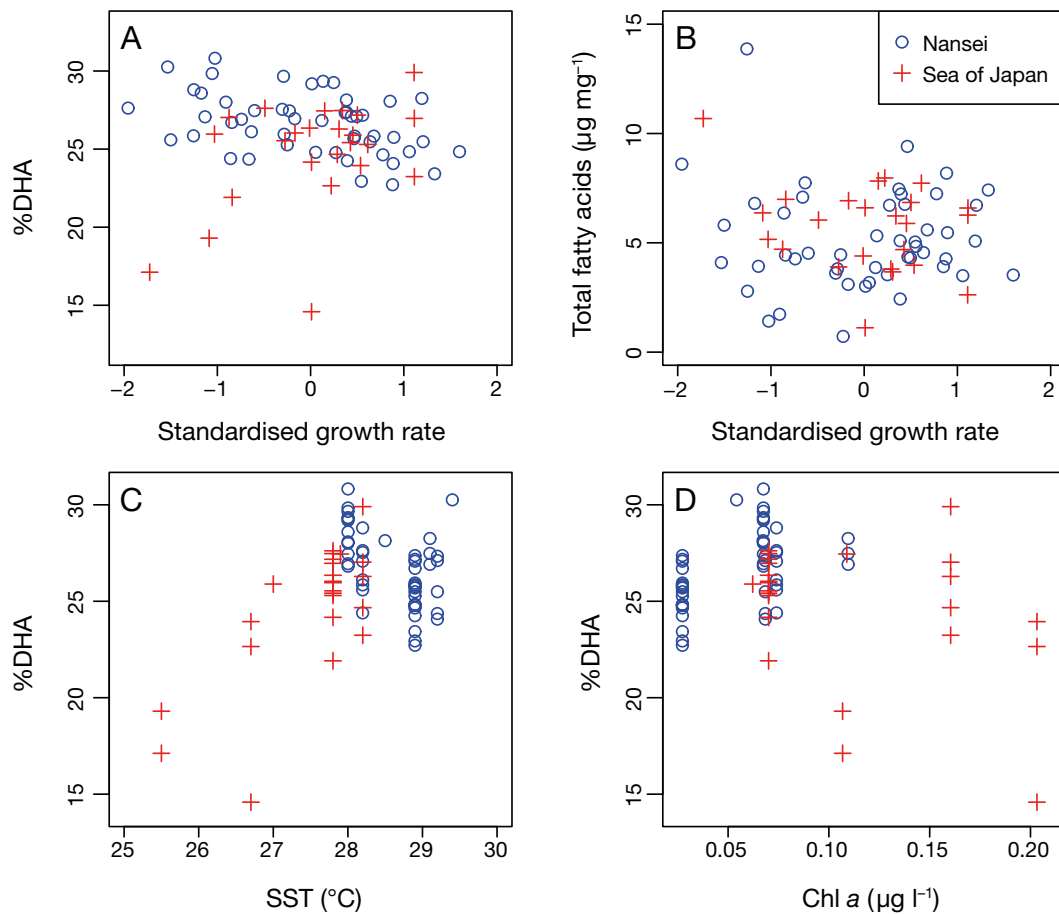 A
%DHA
30
25
20
15
−2
−1
0
1
2
Standardised growth rate
B
Nansei
Sea of Japan
Total fatty acids (µg mg⁻¹)
15
10
5
0
−2
−1
0
1
2
Standardised growth rate
C
%DHA
30
25
20
15
25
26
27
28
29
30
SST (°C)
D
%DHA
30
25
20
15
0.05
0.10
0.15
0.20
Chl a (µg l⁻¹)